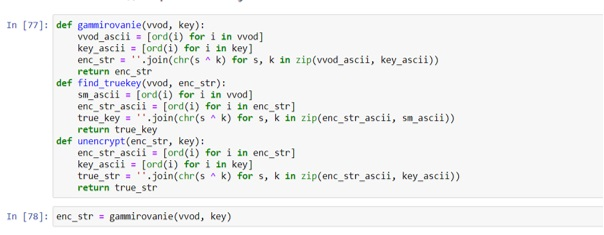 In [77]: def gammirovanie(vvod, key):
    vvod_ascii = [ord(i) for i in vvod]
    key_ascii = [ord(i) for i in key]
    enc_str = ''.join(chr(s ^ k) for s, k in zip(vvod_ascii, key_ascii))
    return enc_str
def find_truekey(vvod, enc_str):
    sm_ascii = [ord(i) for i in vvod]
    enc_str_ascii = [ord(i) for i in enc_str]
    true_key = ''.join(chr(s ^ k) for s, k in zip(enc_str_ascii, sm_ascii))
    return true_key
def unencrypt(enc_str, key):
    enc_str_ascii = [ord(i) for i in enc_str]
    key_ascii = [ord(i) for i in key]
    true_str = ''.join(chr(s ^ k) for s, k in zip(enc_str_ascii, key_ascii))
    return true_str
In [78]: enc_str = gammirovanie(vvod, key)